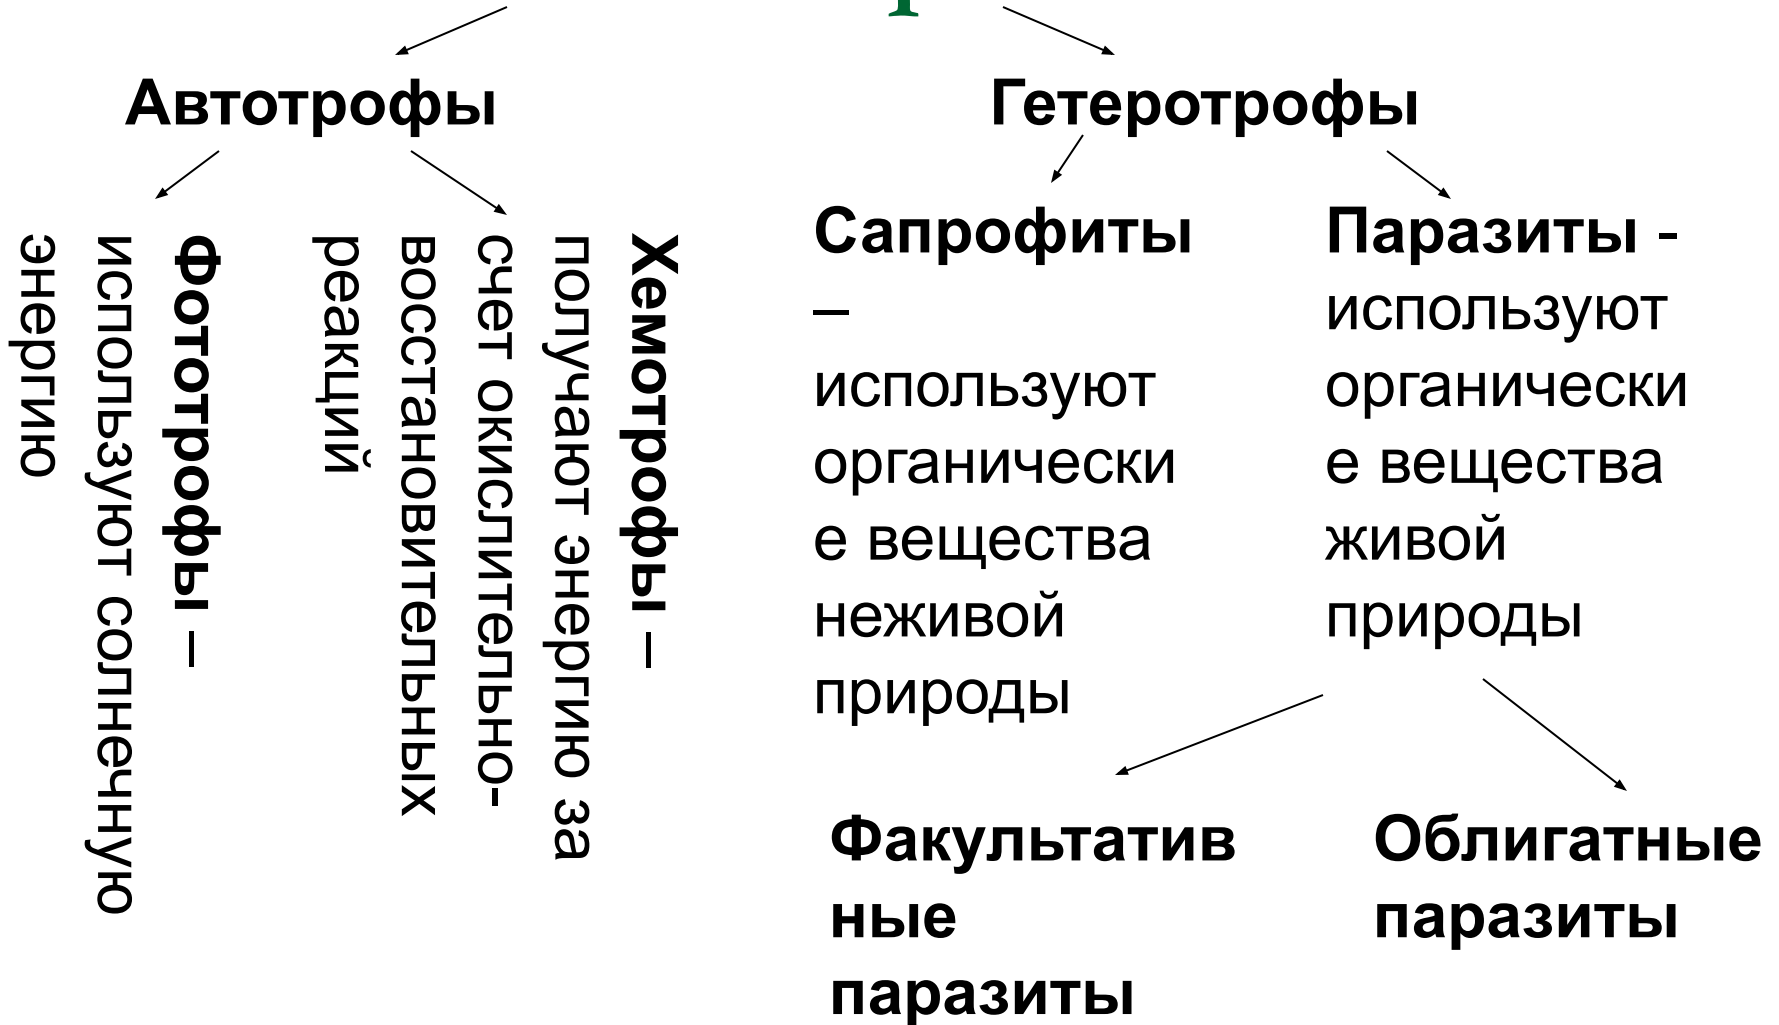 Автотрофы
Гетеротрофы
Фототрофы –
используют солнечную
энергию
Хемотрофы –
получают энергию за
счет окислительно-
восстановительных
реакций
Сапрофиты
–
используют
органически
е вещества
неживой
природы
Паразиты -
используют
органически
е вещества
живой
природы
Факультатив
ные
паразиты
Облигатные
паразиты